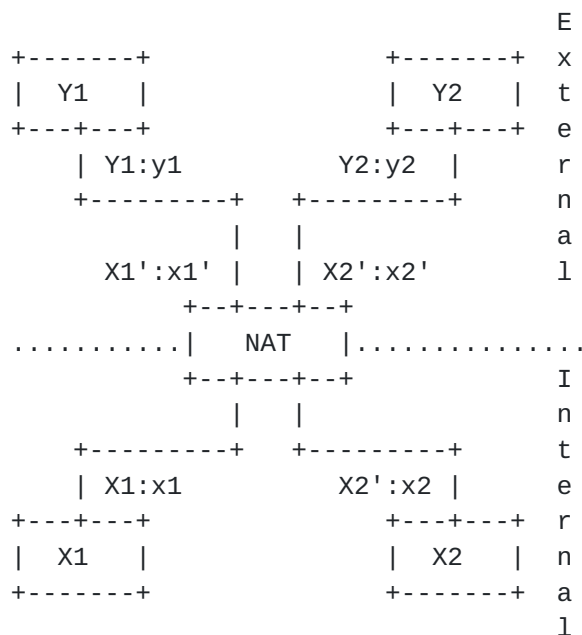 E
+-------+                  +-------+  x
|  Y1   |                  |  Y2   |  t
+---+---+                  +---+---+  e
    | Y1:y1            Y2:y2   |      r
    +----------+   +----------+       n
               |   |                  a
       X1':x1' |   | X2':x2'          l
            +--+---+--+
............|   NAT   |...............
            +--+---+--+               I
               |   |                  n
    +----------+   +----------+       t
    | X1:x1            X2':x2 |       e
+---+---+                  +---+---+  r
|  X1   |                  |  X2   |  n
+-------+                  +-------+  a
                                      l